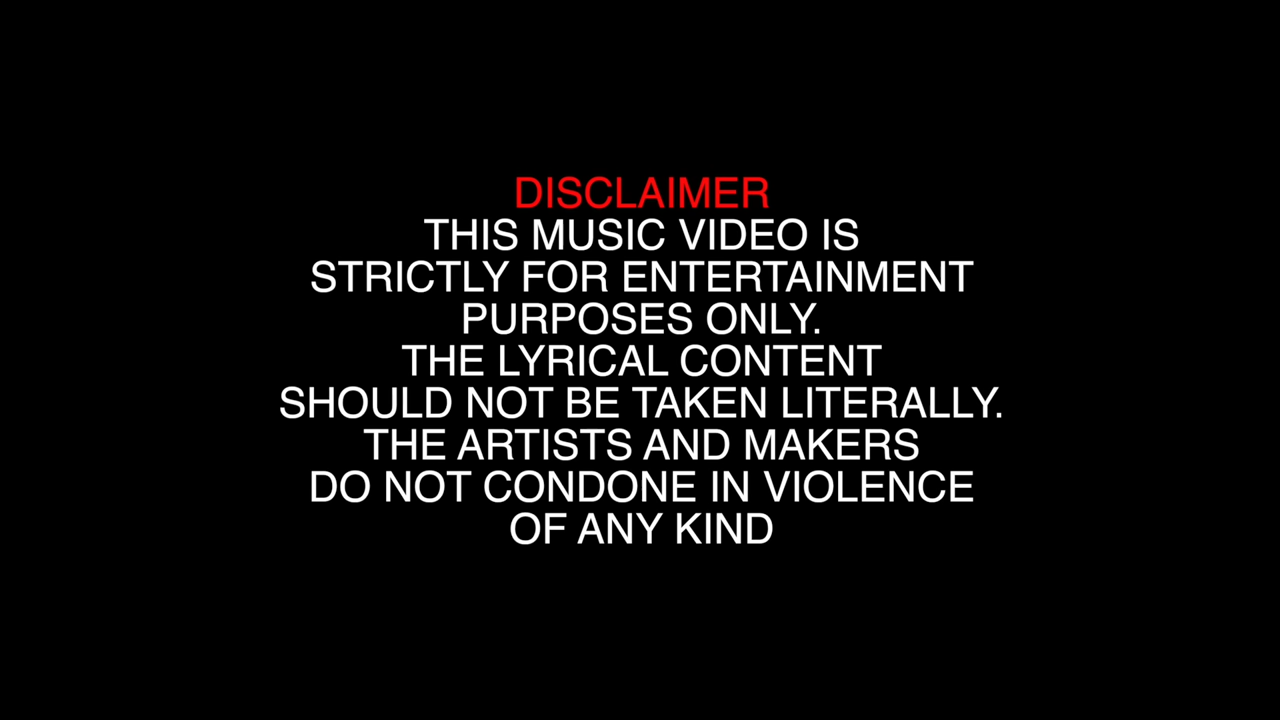 DISCLAIMER
THIS MUSIC VIDEO IS
STRICTLY FOR ENTERTAINMENT
PURPOSES ONLY.
THE LYRICAL CONTENT
SHOULD NOT BE TAKEN LITERALLY.
THE ARTISTS AND MAKERS
DO NOT CONDONE IN VIOLENCE
OF ANY KIND